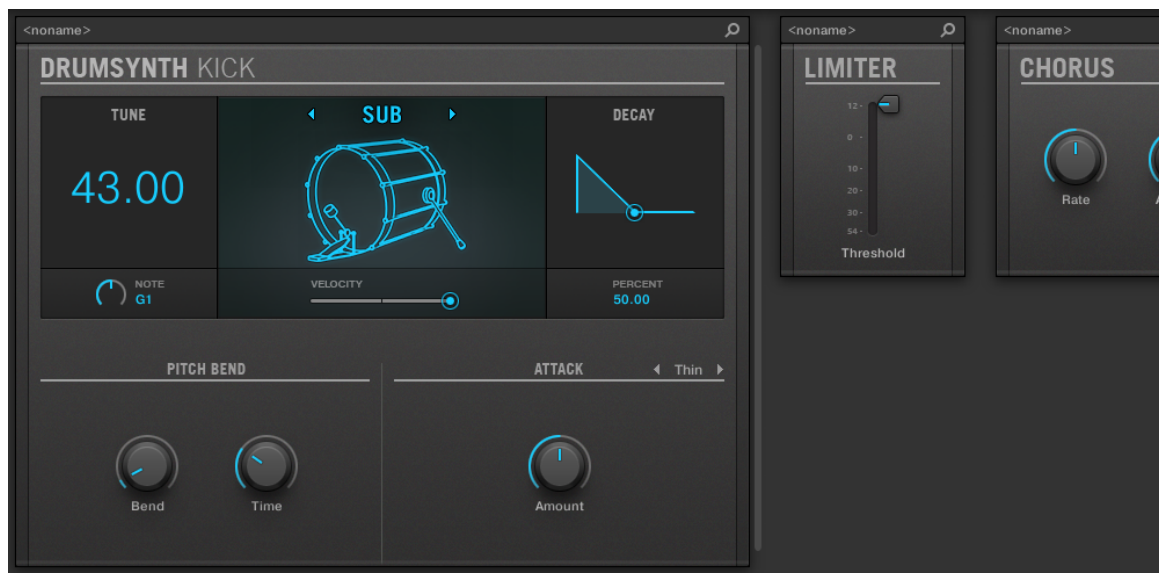 <noname>
DRUMSYNTH KICK
TUNE
SUB
DECAY
43.00
NOTE
G1
VELOCITY
PERCENT
50.00
PITCH BEND
ATTACK
Thin
Bend
Time
Amount
<noname>
LIMITER
12-
0 -
10-
20-
30-
54-
Threshold
<noname>
CHORUS
Rate